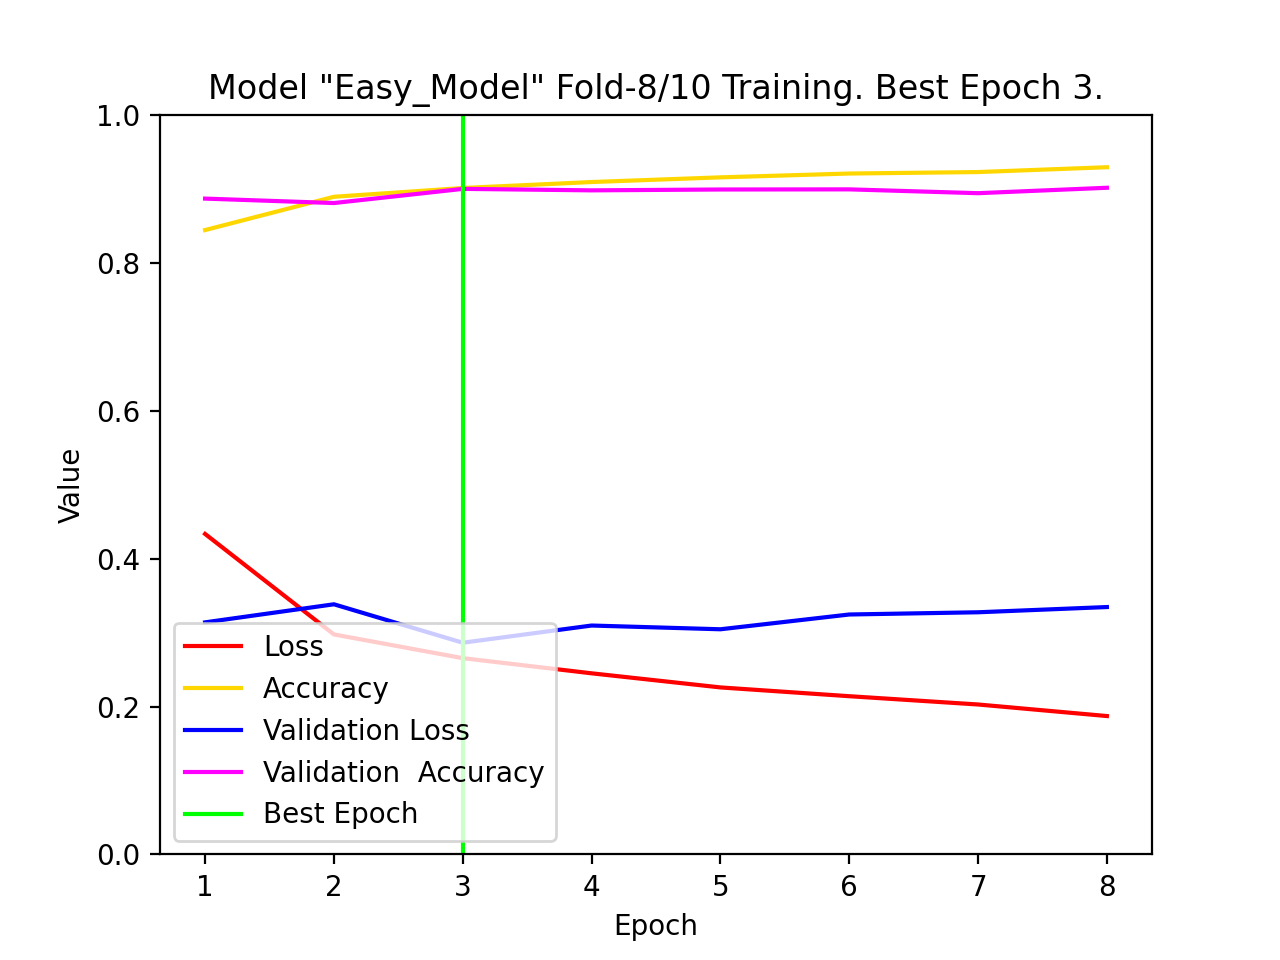 Model "Easy_Model" Fold-8/10 Training. Best Epoch 3.
1.0
0.8
0.6
0.4
0.2
0.0
Value
Loss
Accuracy
Validation Loss
Validation  Accuracy
Best Epoch
1 2 3 4 5 6 7 8
Epoch